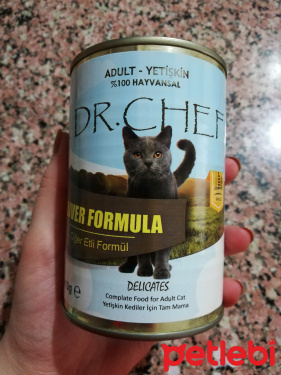 ADULT - YETİŞKİN
%100 HAYVANSAL
DR.CHEF
LIVER FORMULA
Ciğer Etli Formül
DELICATES
Complete Food for Adult Cat
Yetişkin Kediler İçin Tam Mama
petlebi